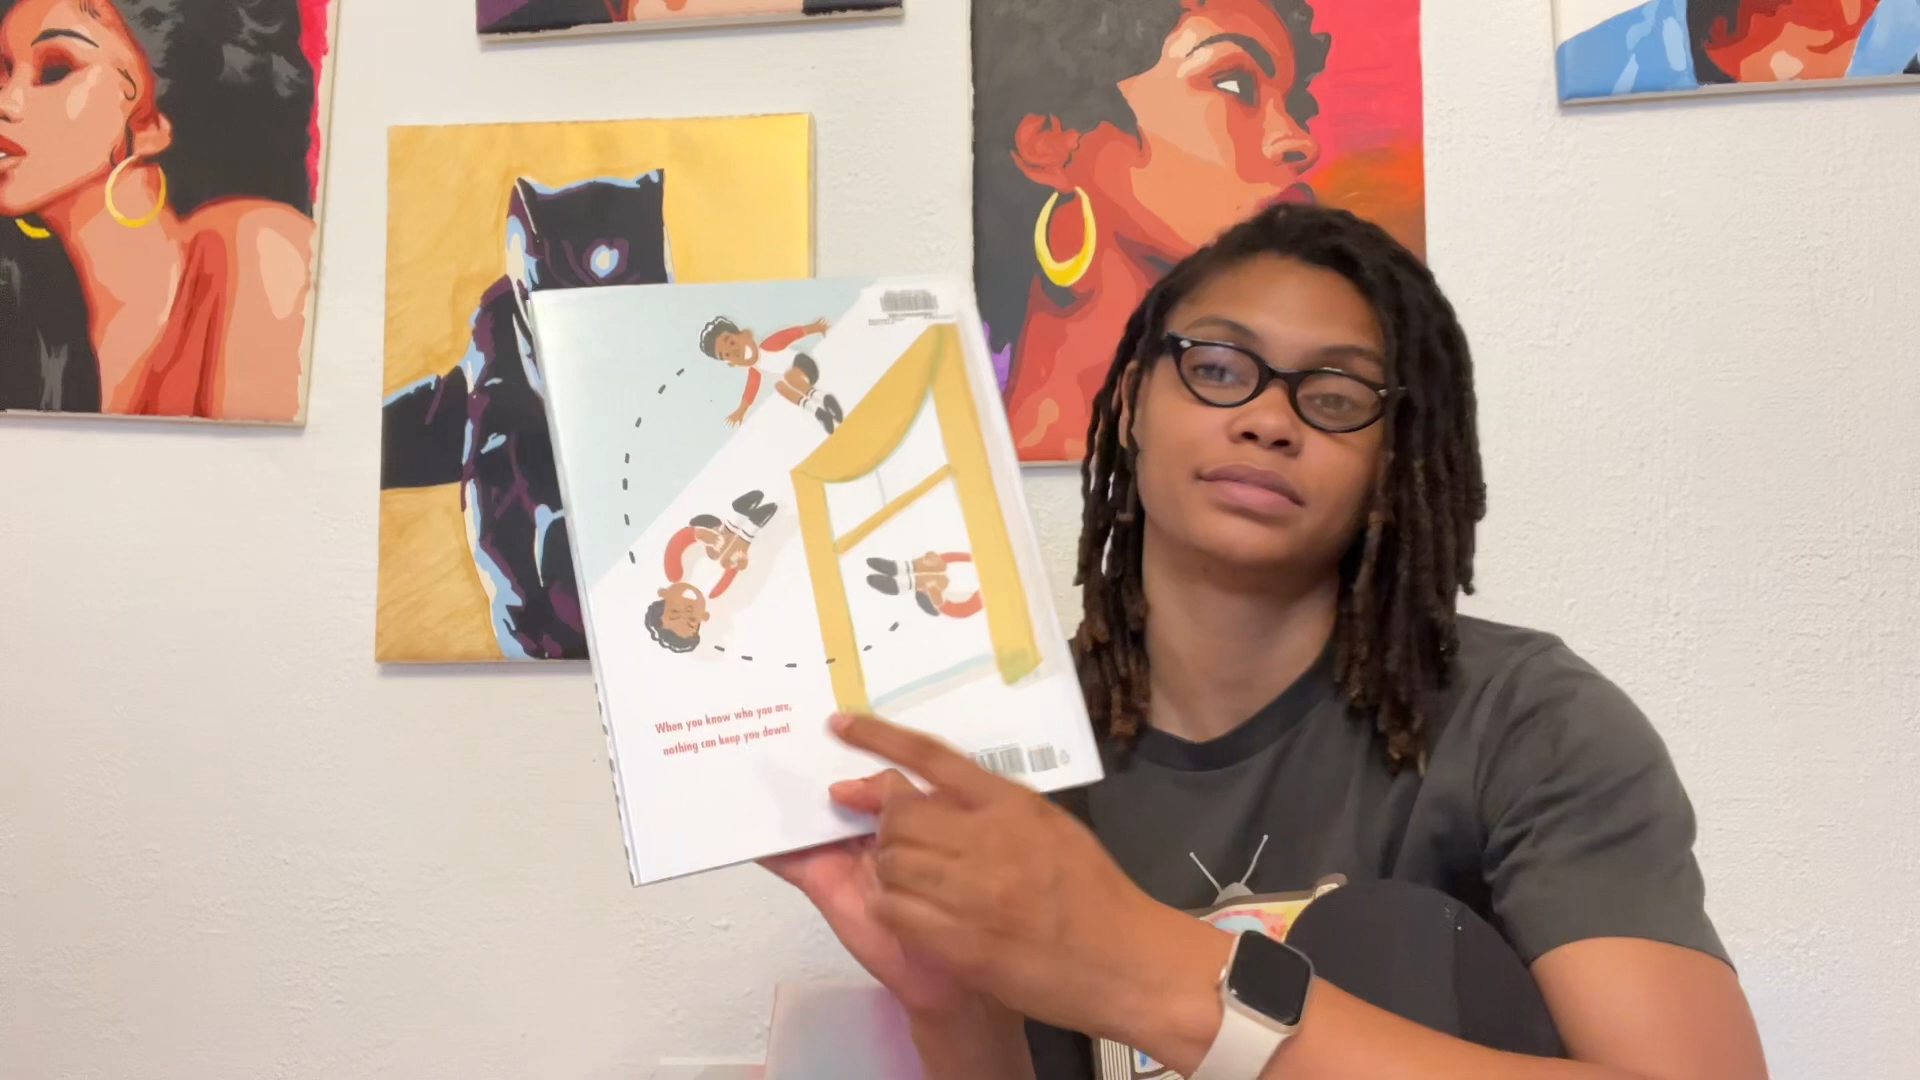 When you know who you are,
nothing can keep you down!